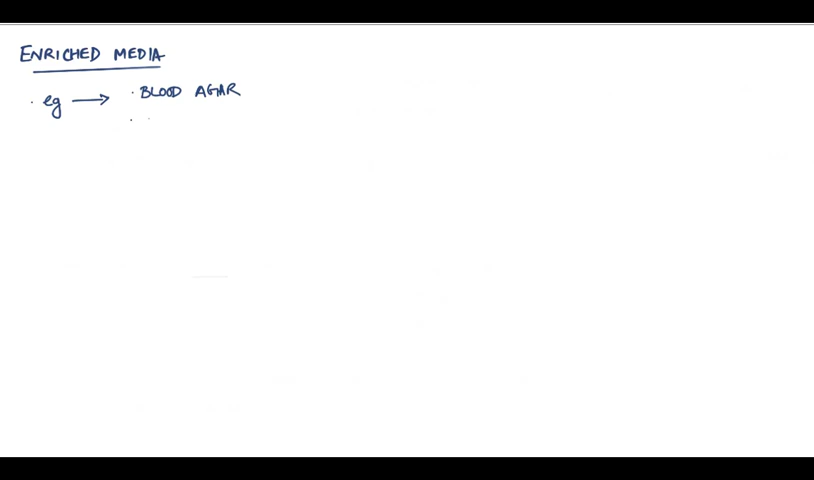 ENRICHED MEDIA
· eg → · BLOOD AGAR
·